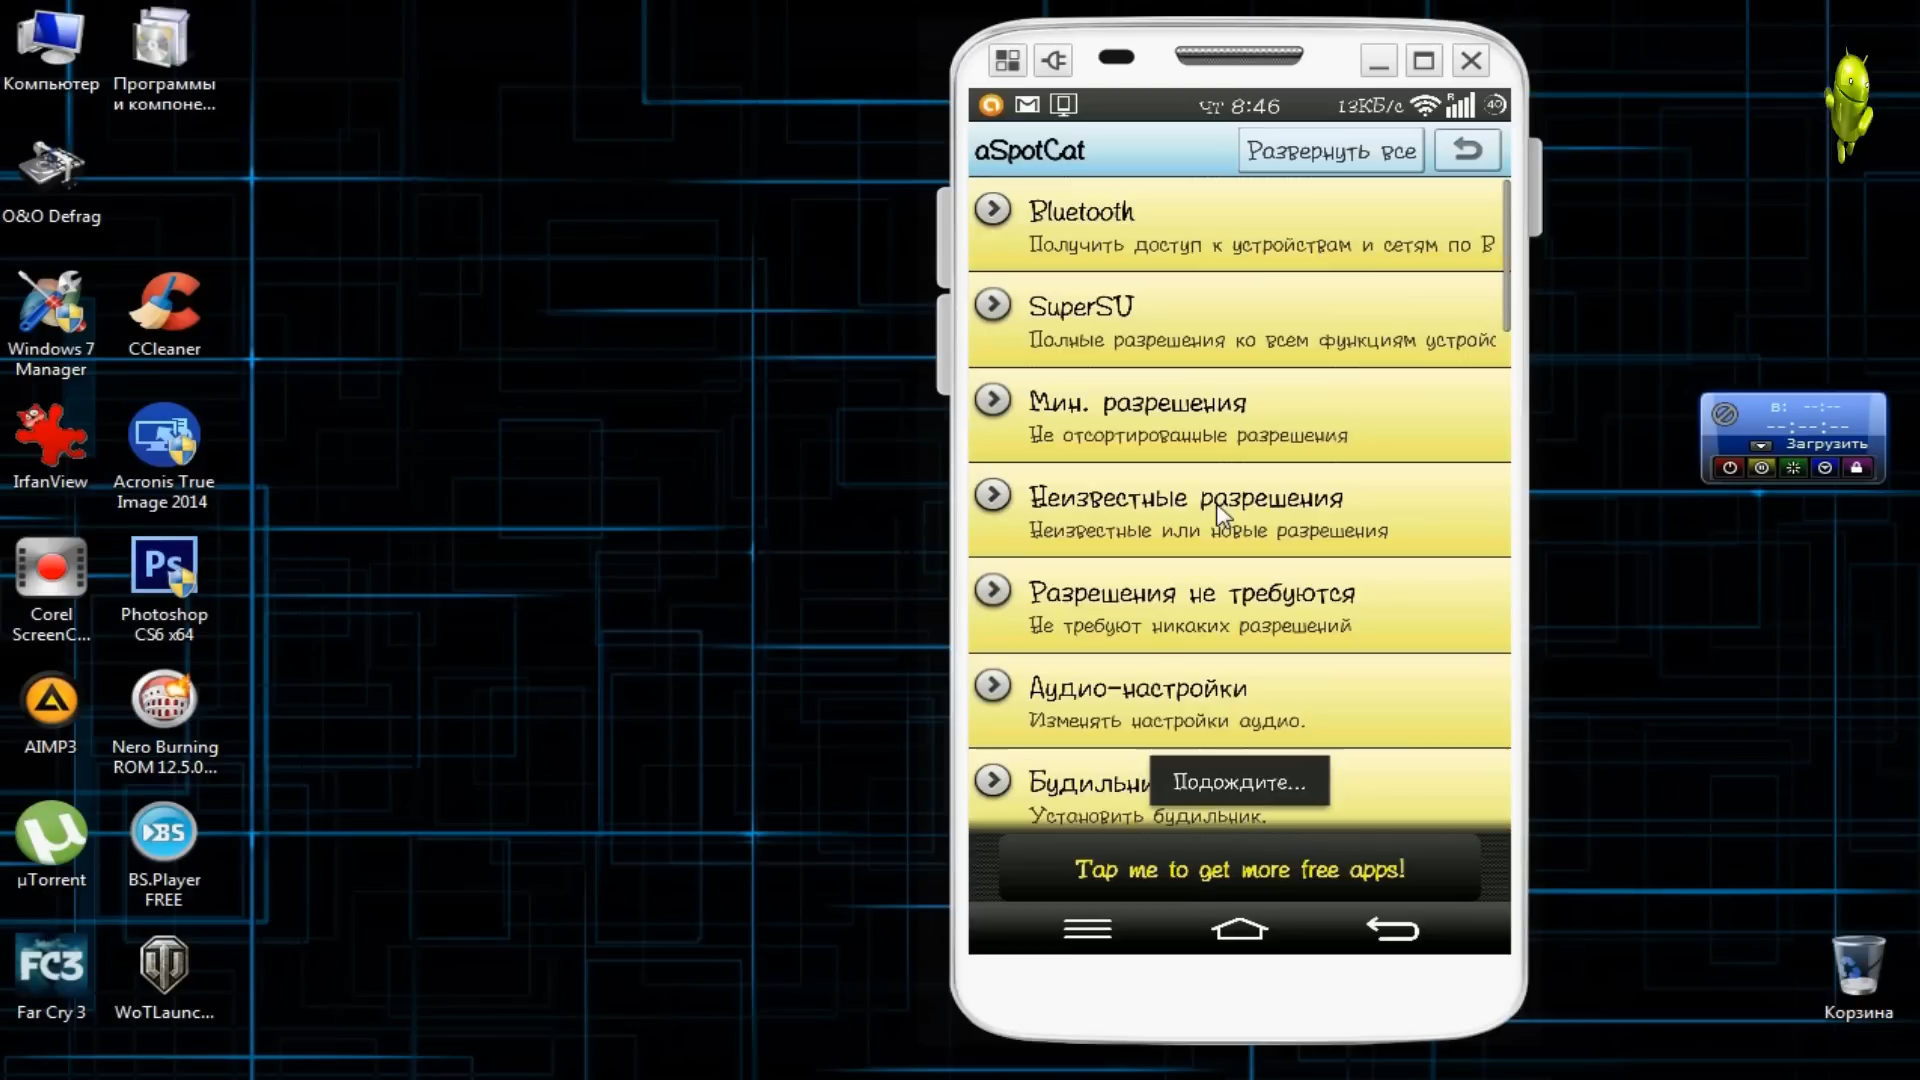 Компьютер
Программы
и компоне...
O&O Defrag
Windows 7
Manager
CCleaner
IrfanView
Acronis True
Image 2014
Corel
ScreenC...
Ps
Photoshop
CS6 x64
AIMP3
Nero Burning
ROM 12.5.0...
µTorrent
BS
BS.Player
FREE
FC3
Far Cry 3
WoTLaunc...
чт 8:46
13КБ/с
R
49
aSpotCat
Развернуть все
Bluetooth
Получить доступ к устройствам и сетям по B
SuperSU
Полные разрешения ко всем функциям устройс
Мин. разрешения
Не отсортированные разрешения
Неизвестные разрешения
Неизвестные или новые разрешения
Разрешения не требуются
Не требуют никаких разрешений
Аудио-настройки
Изменять настройки аудио.
Будильни
Подождите...
Установить будильник.
Tap me to get more free apps!
в: --:--
--:--:--
Загрузить
Корзина